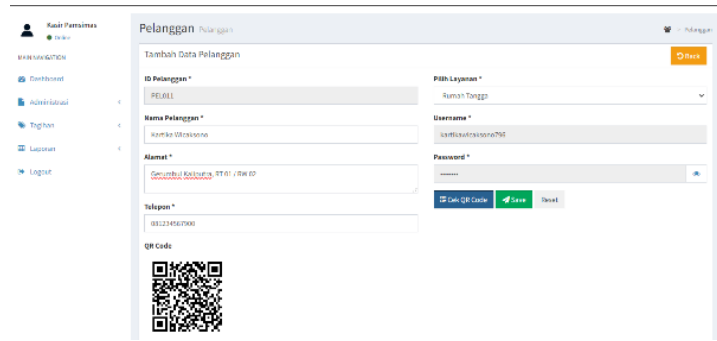 Kasir Pamsimas
Online
MAIN NAVIGATION
Dashboard
Administrasi
Tagihan
Laporan
Logout
Pelanggan Pelanggan
Pelanggan
Tambah Data Pelanggan
Back
ID Pelanggan *
PEL011
Nama Pelanggan *
Kartika Wicaksono
Alamat *
Gerumbul Kaliputra, RT 01 / RW 02
Telepon *
081234567900
QR Code
Pilih Layanan *
Rumah Tangga
Username *
kartikawicaksono796
Password *
Cek QR Code
Save
Reset